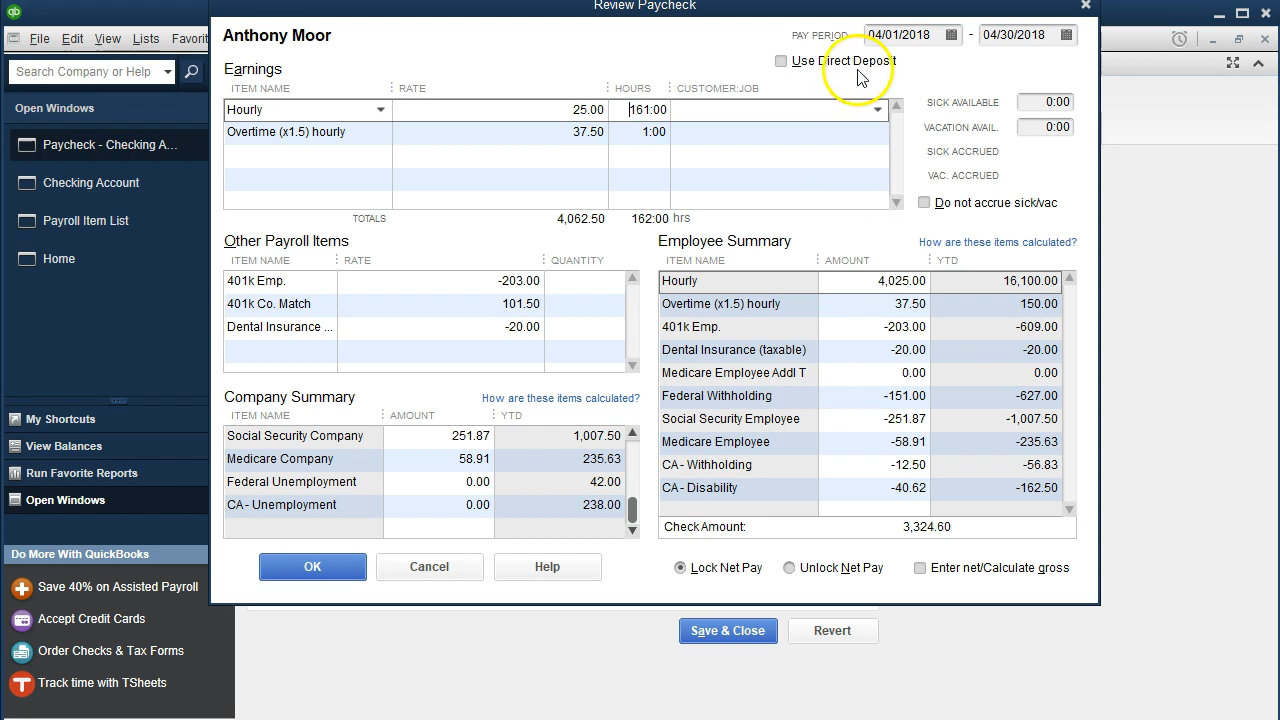 Review Paycheck
qb
File Edit View Lists Favorit
Search Company or Help
Open Windows
Paycheck - Checking A...
Checking Account
Payroll Item List
Home
My Shortcuts
View Balances
Run Favorite Reports
Open Windows
Do More With QuickBooks
Save 40% on Assisted Payroll
Accept Credit Cards
Order Checks & Tax Forms
T Track time with TSheets
Anthony Moor
PAY PERIOD 04/01/2018 - 04/30/2018
Use Direct Deposit
Earnings
ITEM NAME RATE HOURS CUSTOMER:JOB
Hourly 25.00 161:00
Overtime (x1.5) hourly 37.50 1:00
TOTALS 4,062.50 162:00 hrs
SICK AVAILABLE 0:00
VACATION AVAIL. 0:00
SICK ACCRUED
VAC. ACCRUED
Do not accrue sick/vac
Other Payroll Items
ITEM NAME RATE QUANTITY
401k Emp. -203.00
401k Co. Match 101.50
Dental Insurance ... -20.00
Company Summary How are these items calculated?
ITEM NAME AMOUNT YTD
Social Security Company 251.87 1,007.50
Medicare Company 58.91 235.63
Federal Unemployment 0.00 42.00
CA - Unemployment 0.00 238.00
Employee Summary How are these items calculated?
ITEM NAME AMOUNT YTD
Hourly 4,025.00 16,100.00
Overtime (x1.5) hourly 37.50 150.00
401k Emp. -203.00 -609.00
Dental Insurance (taxable) -20.00 -20.00
Medicare Employee Addl T 0.00 0.00
Federal Withholding -151.00 -627.00
Social Security Employee -251.87 -1,007.50
Medicare Employee -58.91 -235.63
CA - Withholding -12.50 -56.83
CA - Disability -40.62 -162.50
Check Amount: 3,324.60
OK Cancel Help
Lock Net Pay Unlock Net Pay Enter net/Calculate gross
Save & Close Revert